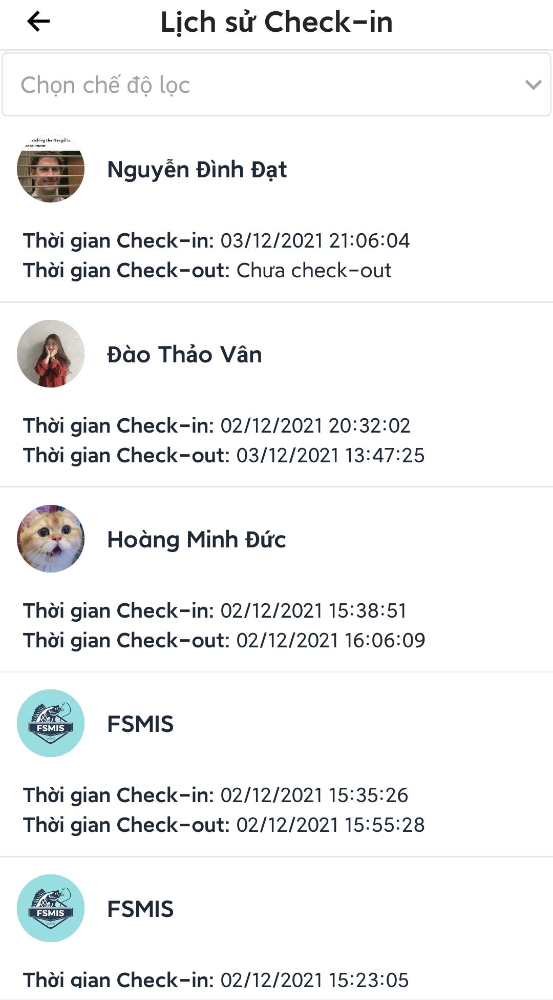 Lịch sử Check-in
Chọn chế độ lọc
atching the Nazgûl t
hotel room:
Nguyễn Đình Đạt
Thời gian Check-in: 03/12/2021 21:06:04
Thời gian Check-out: Chưa check-out
Đào Thảo Vân
Thời gian Check-in: 02/12/2021 20:32:02
Thời gian Check-out: 03/12/2021 13:47:25
Hoàng Minh Đức
Thời gian Check-in: 02/12/2021 15:38:51
Thời gian Check-out: 02/12/2021 16:06:09
FSMIS
FSMIS
Thời gian Check-in: 02/12/2021 15:35:26
Thời gian Check-out: 02/12/2021 15:55:28
FSMIS
FSMIS
Thời gian Check-in: 02/12/2021 15:23:05